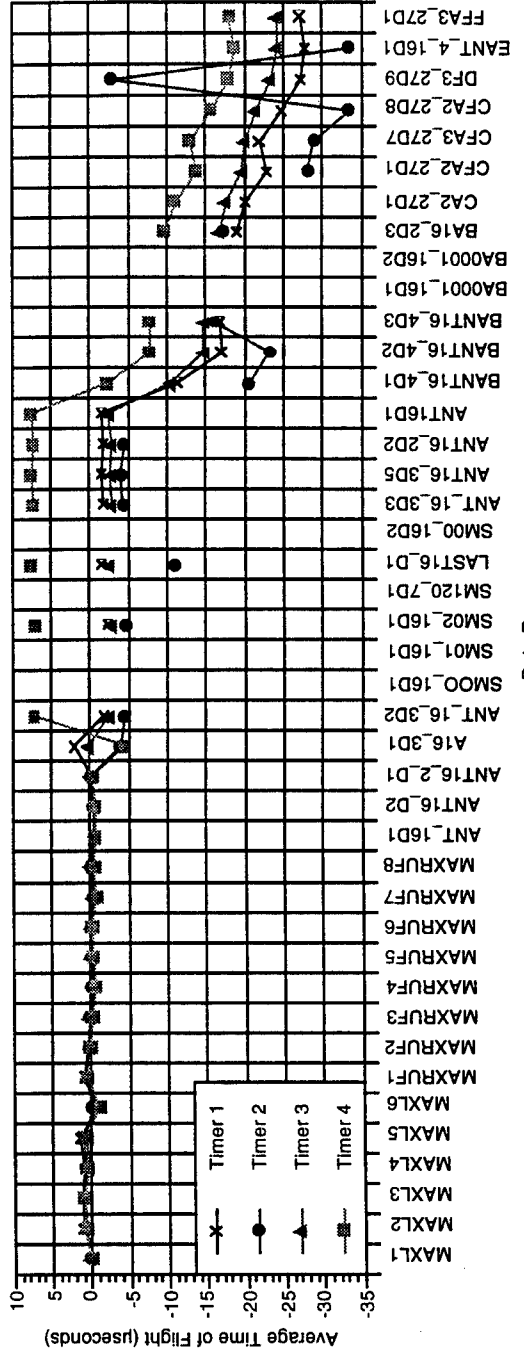 Average Time of Flight (µseconds)
10
5
0
-5
-10
-15
-20
-25
-30
-35
Timer 1
Timer 2
Timer 3
Timer 4
MAXL1
MAXL2
MAXL3
MAXL4
MAXL5
MAXL6
MAXRUF1
MAXRUF2
MAXRUF3
MAXRUF4
MAXRUF5
MAXRUF6
MAXRUF7
MAXRUF8
ANT_16D1
ANT16_D2
ANT16_2_D1
A16_3D1
ANT_16_3D2
SMOO_16D1
SM01_16D1
SM02_16D1
SM120_7D1
LAST16_D1
SM00_16D2
ANT_16_3D3
ANT16_3D5
ANT16_2D2
ANT16D1
BANT16_4D1
BANT16_4D2
BANT16_4D3
BA0001_16D1
BA0001_16D2
BA16_2D3
CA2_27D1
CFA2_27D1
CFA3_27D7
CFA2_27D8
DF3_27D9
EANT_4_16D1
FFA3_27D1